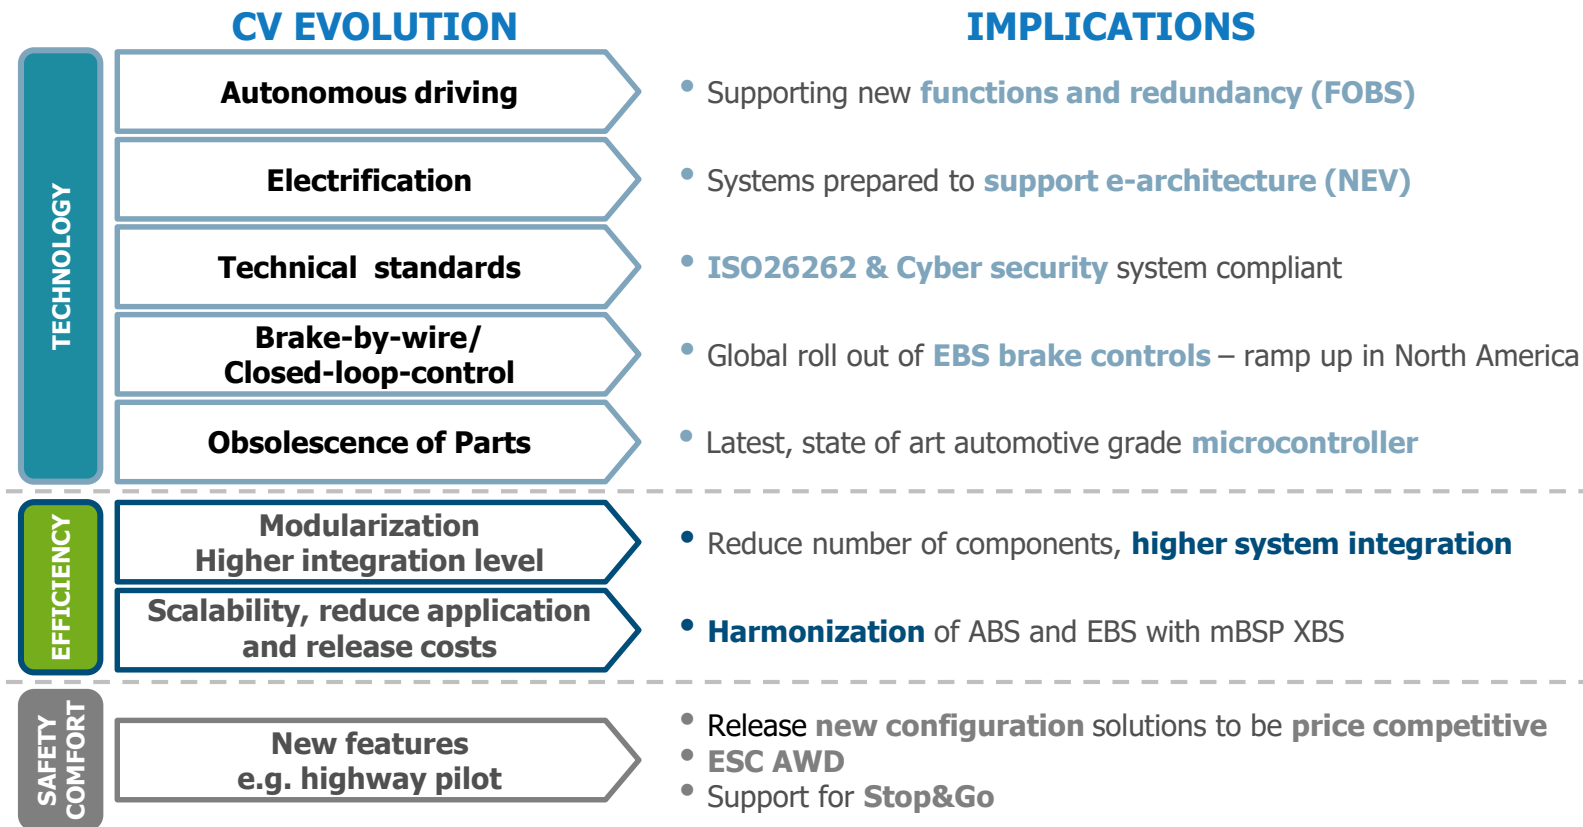 CV EVOLUTION
IMPLICATIONS
TECHNOLOGY
Autonomous driving
• Supporting new functions and redundancy (FOBS)
Electrification
• Systems prepared to support e-architecture (NEV)
Technical standards
• ISO26262 & Cyber security system compliant
Brake-by-wire/
Closed-loop-control
• Global roll out of EBS brake controls – ramp up in North America
Obsolescence of Parts
• Latest, state of art automotive grade microcontroller
EFFICIENCY
Modularization
Higher integration level
• Reduce number of components, higher system integration
Scalability, reduce application
and release costs
• Harmonization of ABS and EBS with mBSP XBS
SAFETY
COMFORT
New features
e.g. highway pilot
• Release new configuration solutions to be price competitive
• ESC AWD
• Support for Stop&Go